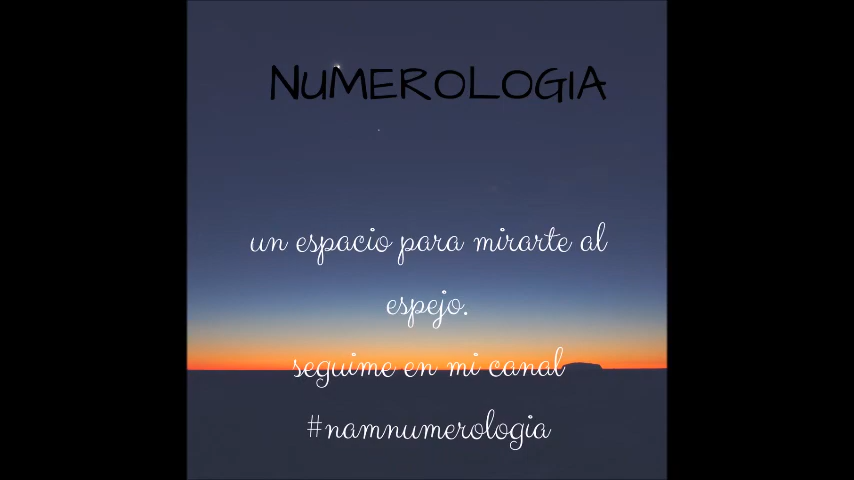 NUMEROLOGIA
un espacio para mirarte al
espejo.
seguime en mi canal
#namnumerologia